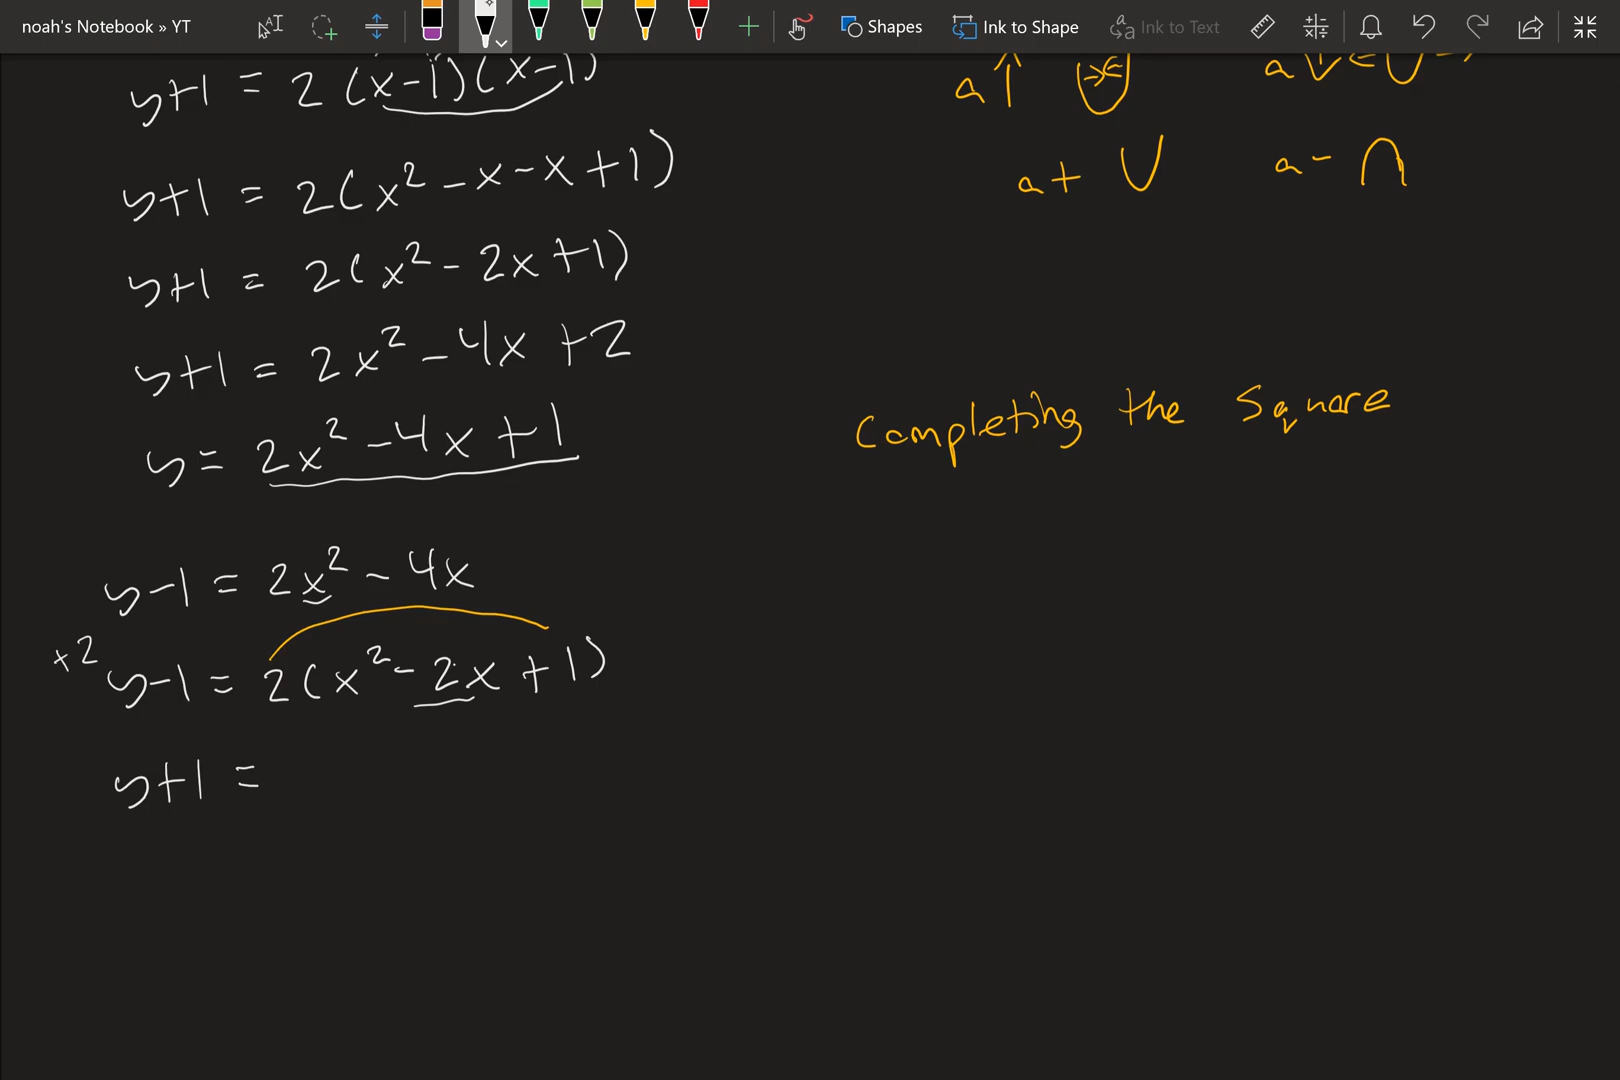 noah's Notebook » YT
Shapes
Ink to Shape
Ink to Text
y+1 = 2(x-1)(x-1)
y+1 = 2(x² - x - x + 1)
y+1 = 2(x² - 2x + 1)
y+1 = 2x² - 4x + 2
y = 2x² - 4x + 1
y-1 = 2x² - 4x
+2 y-1 = 2(x² - 2x + 1)
y+1 =
a↑
a↓
a+ ∪
a- ∩
Completing the Square